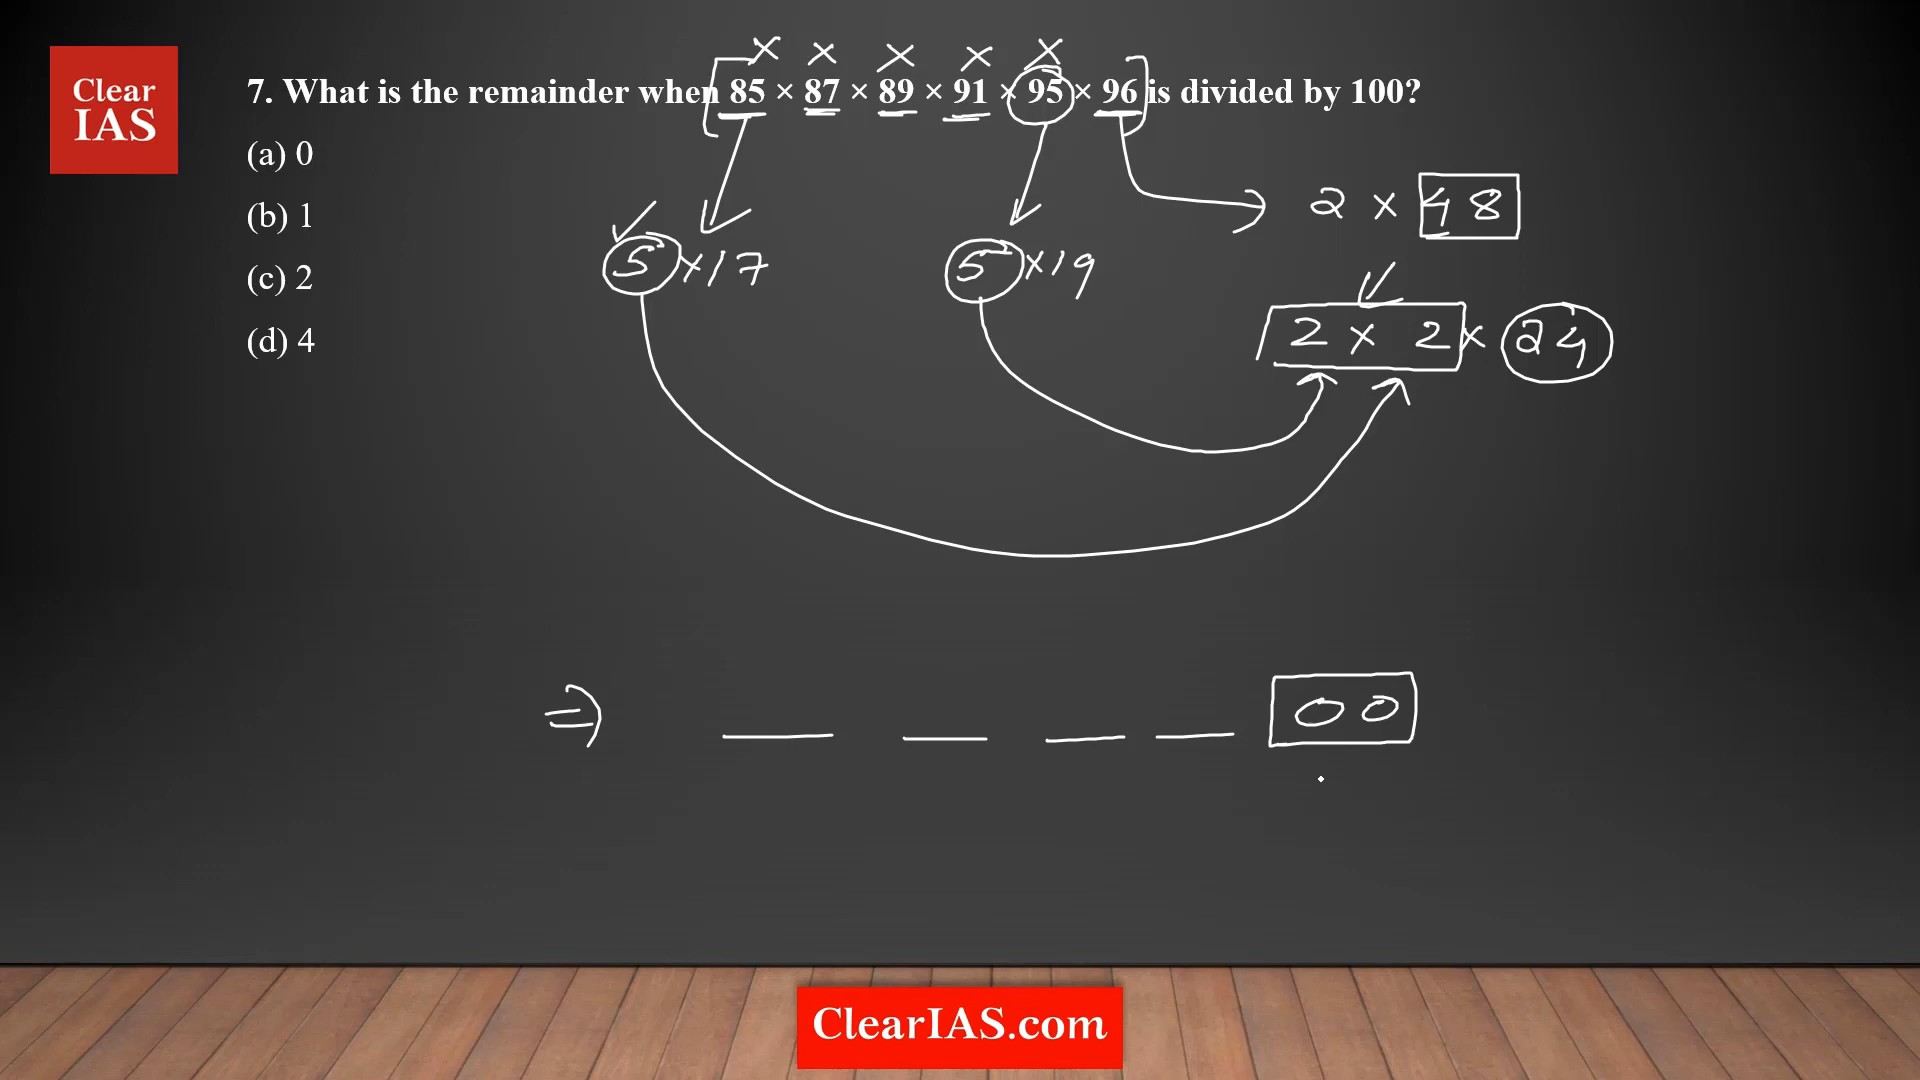 Clear
IAS
7. What is the remainder when [85 × 87 × 89 × 91 × 95 × 96] is divided by 100?
(a) 0
(b) 1
(c) 2
(d) 4
× × × × ×
2 × 48
5 × 17
5 × 19
2 × 2 × 24
⇒ _ _ _ _ 00
ClearIAS.com